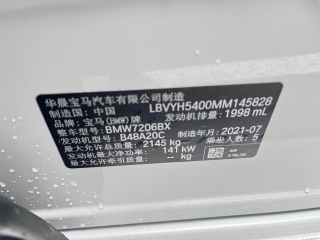 华晨宝马汽车有限公司制造
制造国: 中国 LBVYH5400MM145828
品牌: 宝马(BMW)牌 发动机排量: 1998 mL
整车型号: BMW7206BX
发动机型号: B48A20C 制造年月: 2021-07
最大允许总质量: 2145 kg 乘坐人数: 5
发动机最大净功率: 141 kW
最大允许牵引质量: -- kg